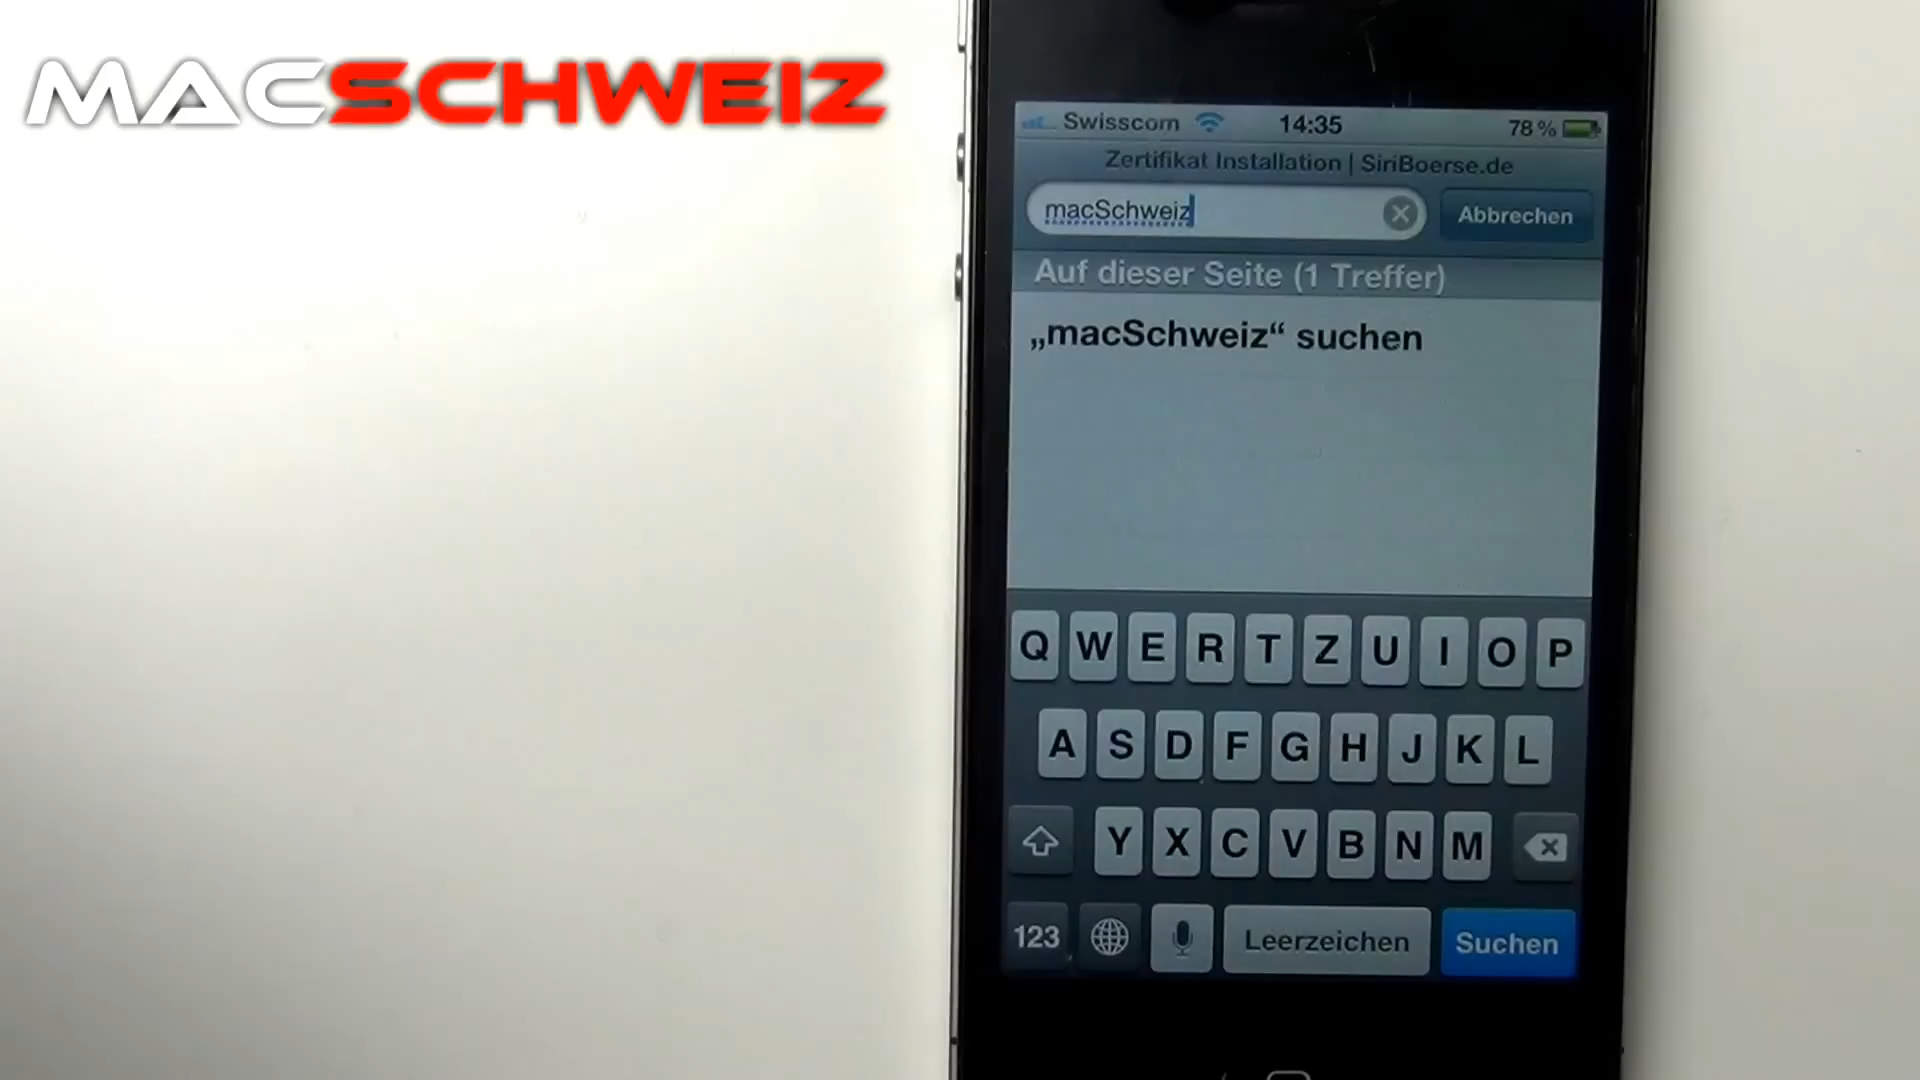 MACSCHWEIZ
Swisscom 14:35 78 %
Zertifikat Installation | SiriBoerse.de
macSchweiz Abbrechen
Auf dieser Seite (1 Treffer)
„macSchweiz“ suchen
Q W E R T Z U I O P
A S D F G H J K L
Y X C V B N M
123 Leerzeichen Suchen